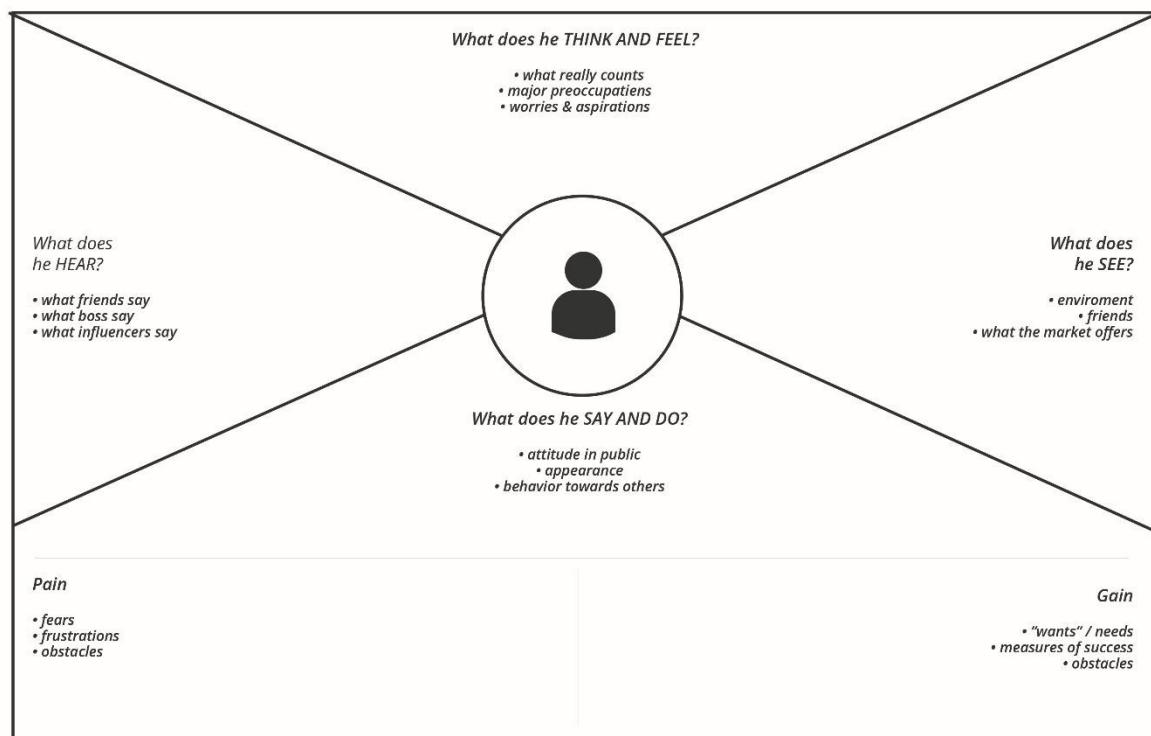 What does he THINK AND FEEL?
• what really counts
• major preoccupatiens
• worries & aspirations
What does
he HEAR?
• what friends say
• what boss say
• what influencers say
What does
he SEE?
• enviroment
• friends
• what the market offers
What does he SAY AND DO?
• attitude in public
• appearance
• behavior towards others
Pain
• fears
• frustrations
• obstacles
Gain
• “wants” / needs
• measures of success
• obstacles